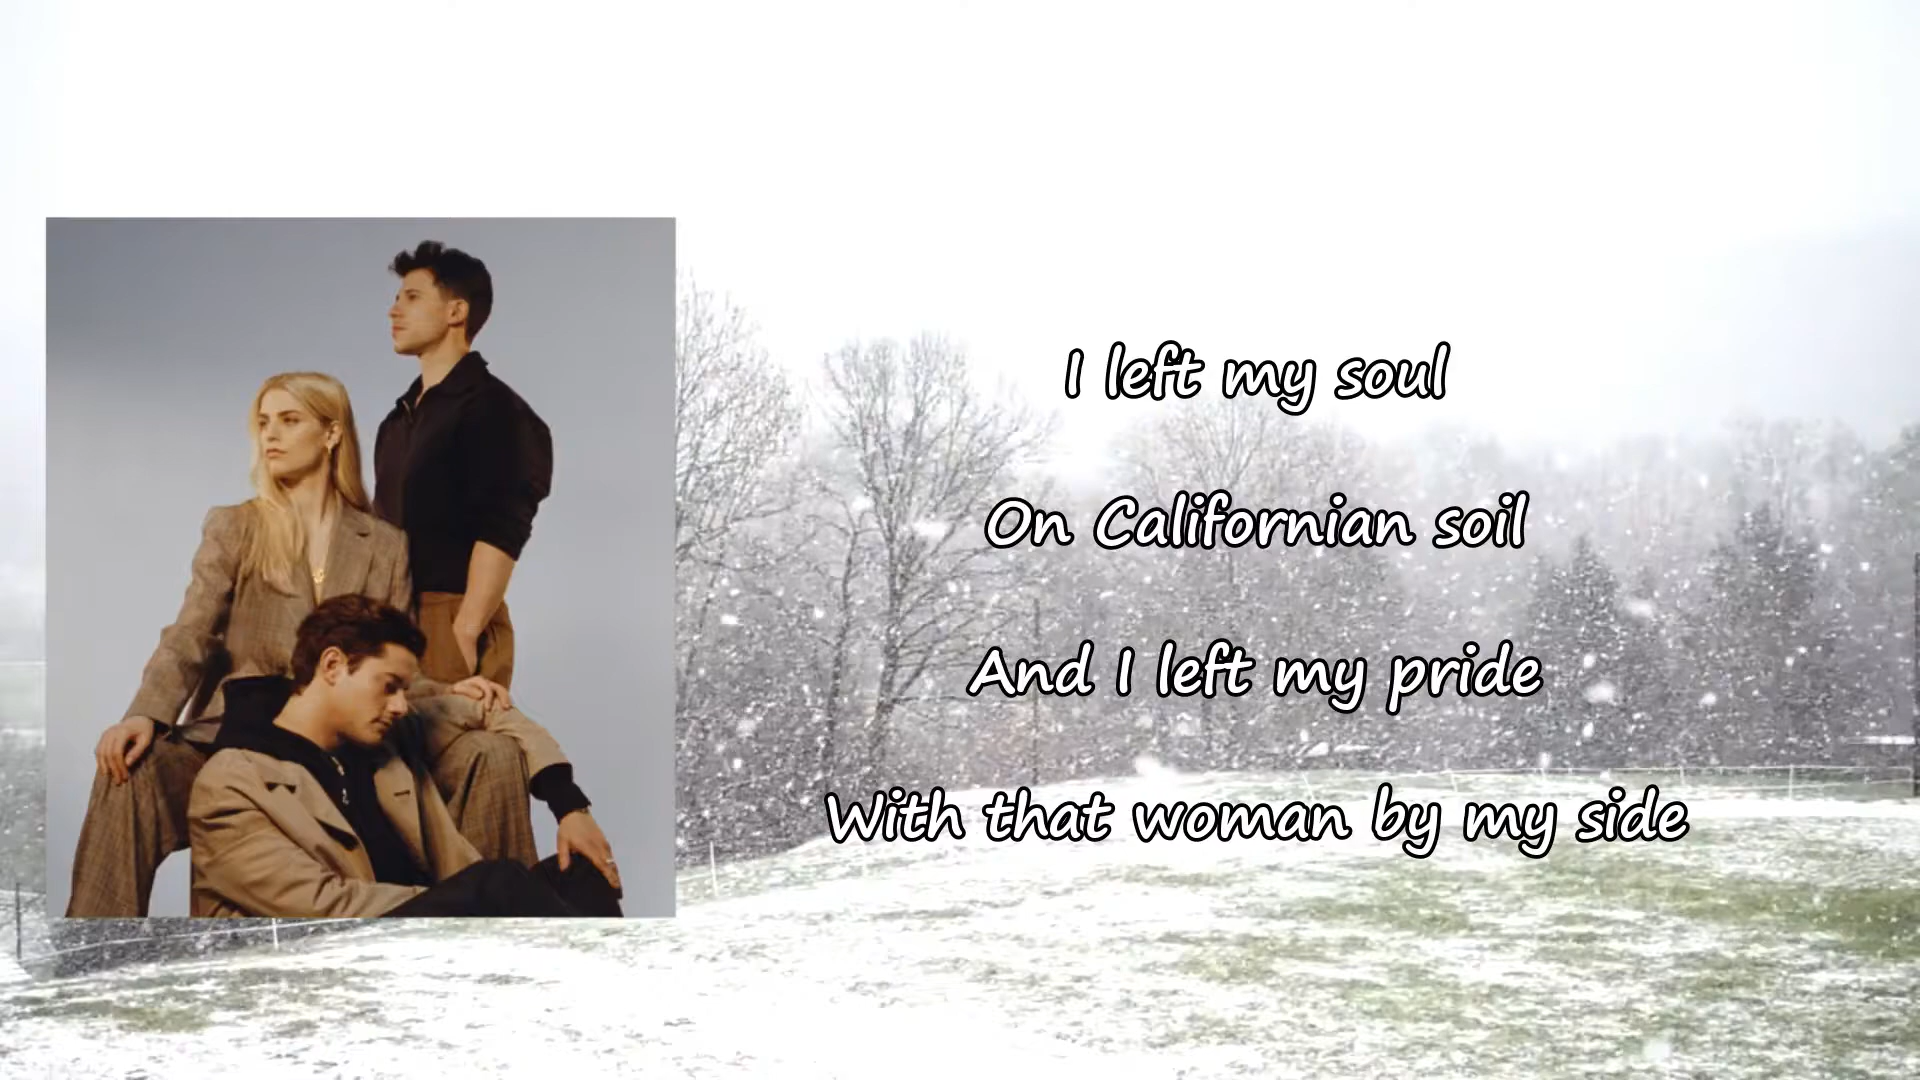 I left my soul
On Californian soil
And I left my pride
With that woman by my side